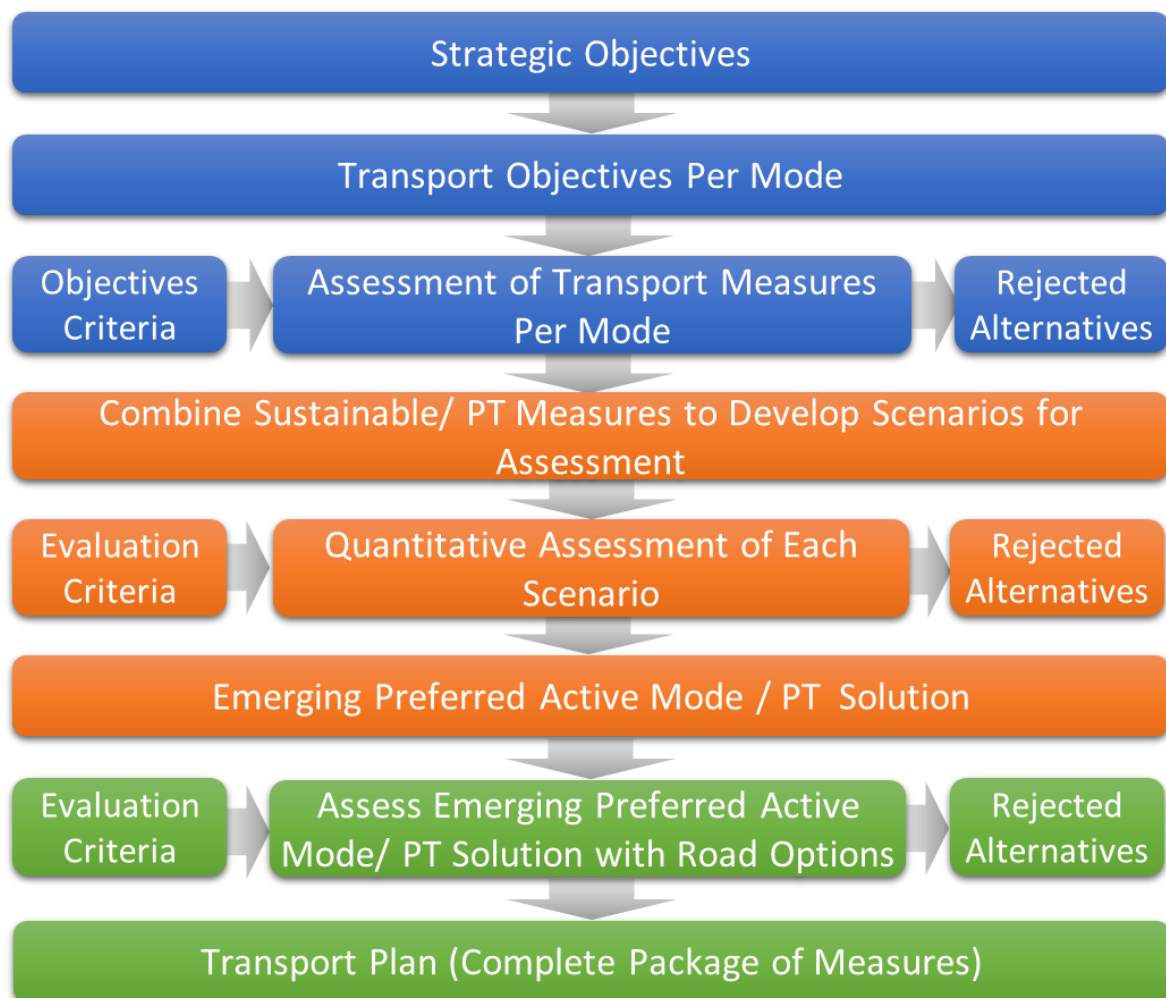 Strategic Objectives
Transport Objectives Per Mode
Objectives
Criteria
Assessment of Transport Measures
Per Mode
Rejected
Alternatives
Combine Sustainable/ PT Measures to Develop Scenarios for
Assessment
Evaluation
Criteria
Quantitative Assessment of Each
Scenario
Rejected
Alternatives
Emerging Preferred Active Mode / PT Solution
Evaluation
Criteria
Assess Emerging Preferred Active
Mode/ PT Solution with Road Options
Rejected
Alternatives
Transport Plan (Complete Package of Measures)